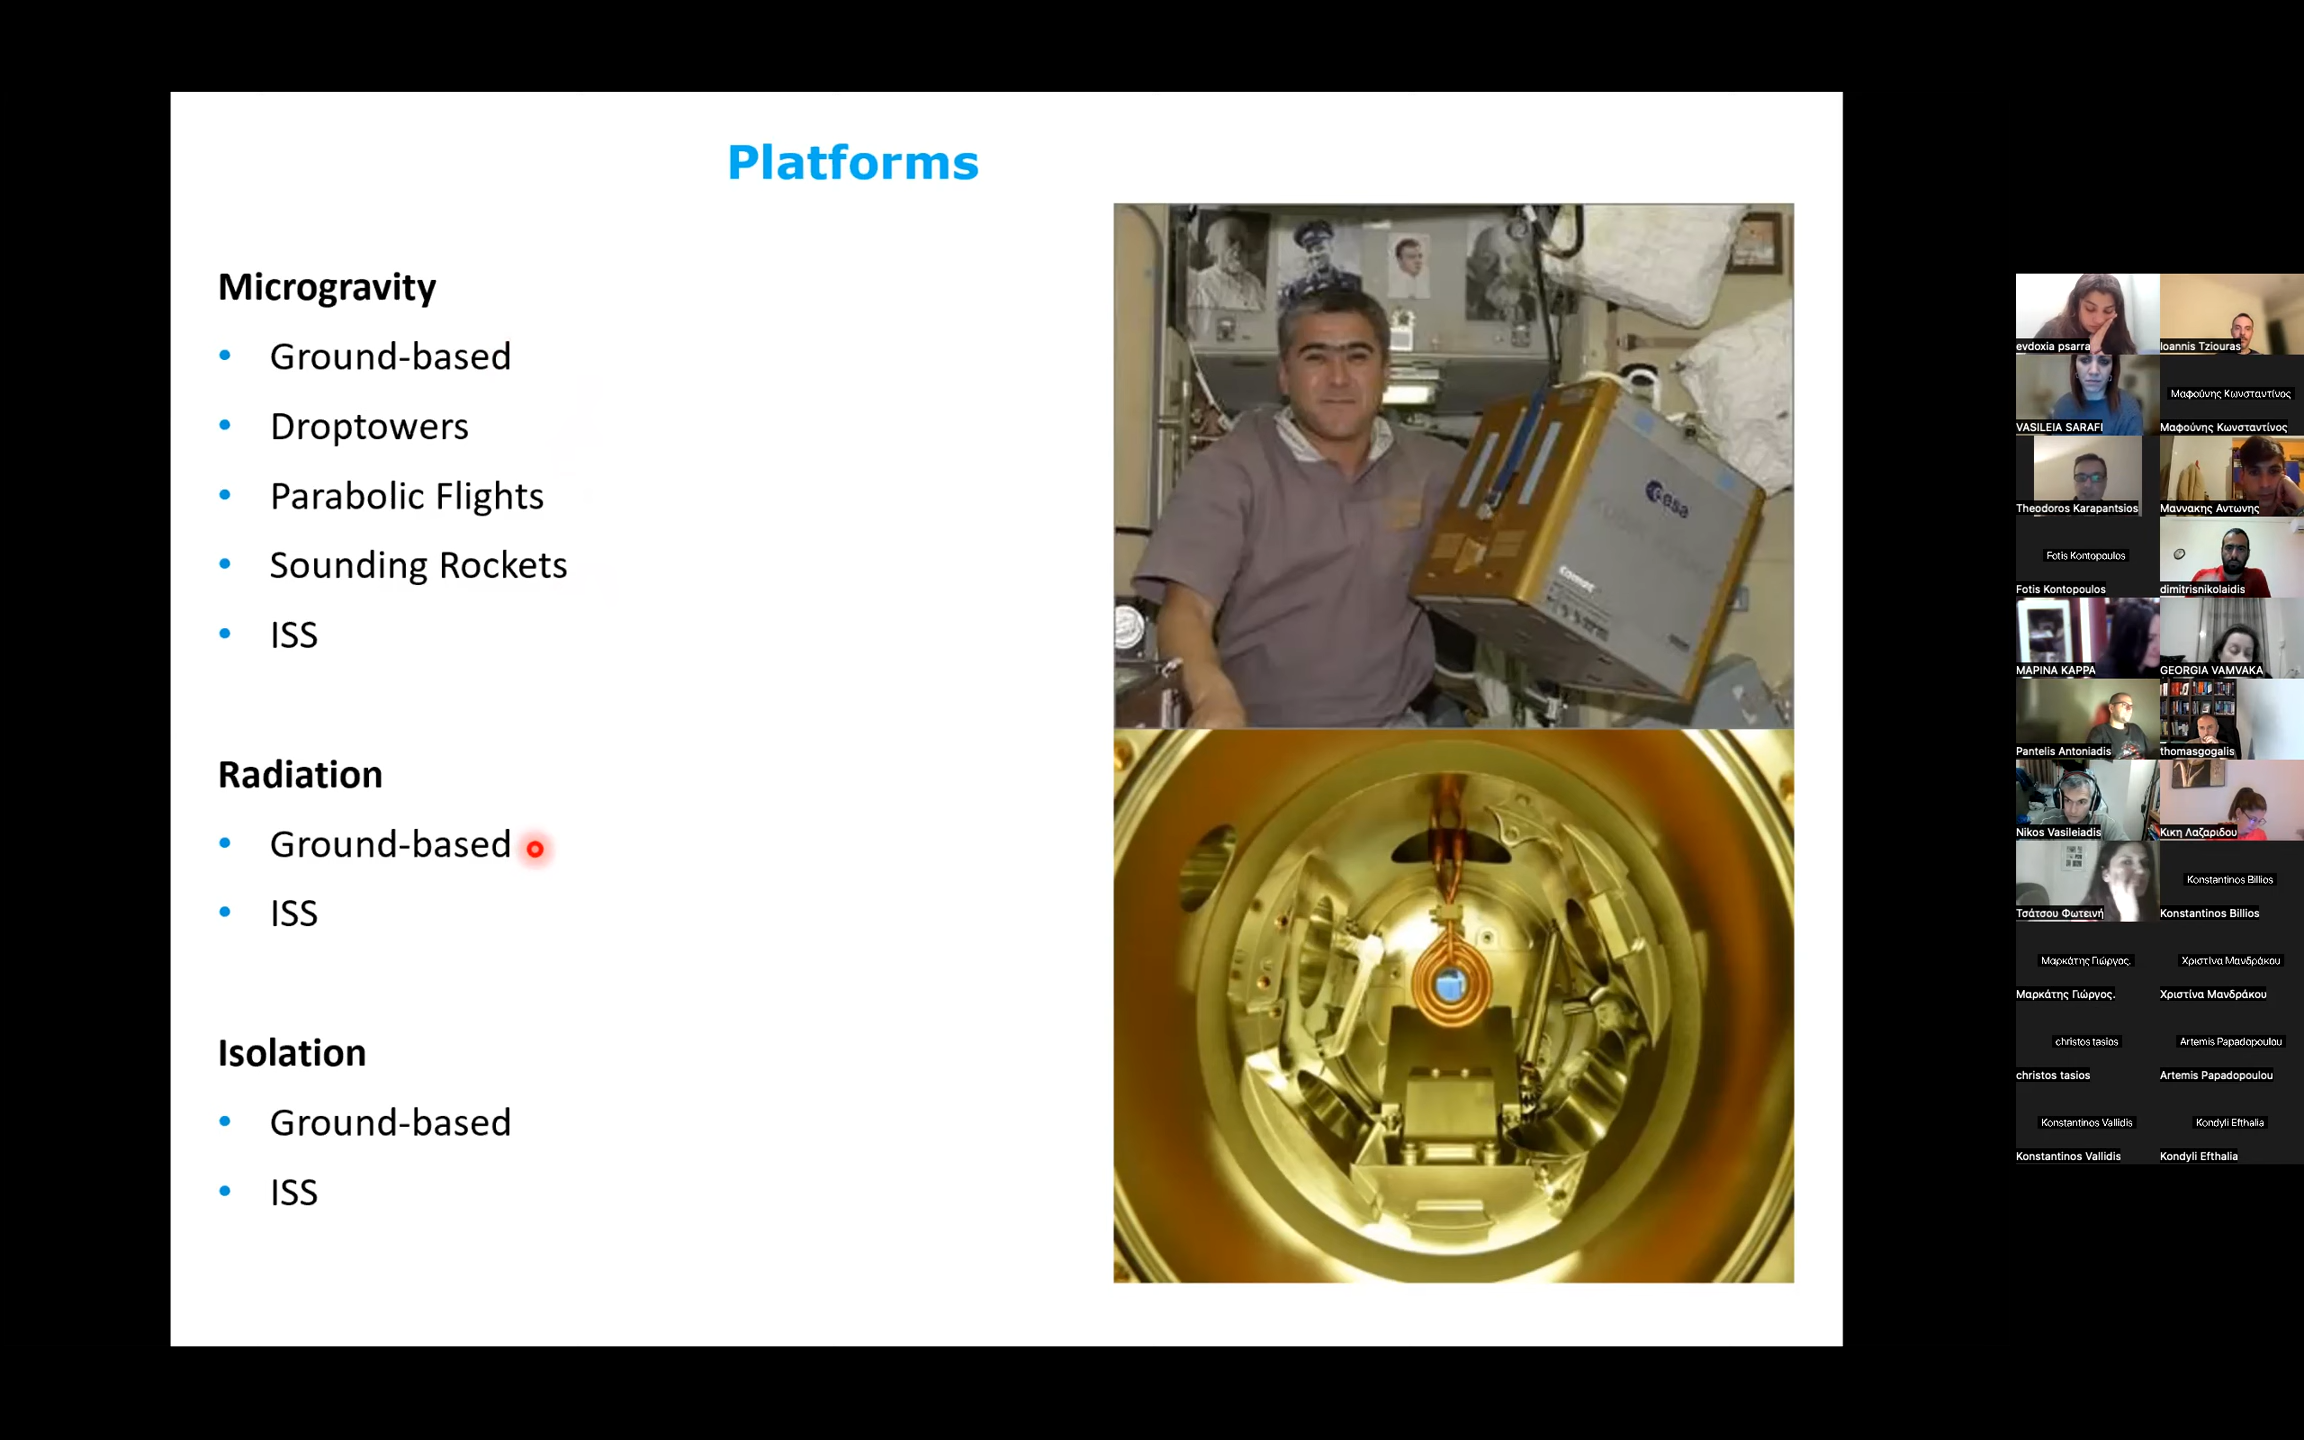 Platforms
Microgravity
• Ground-based
• Droptowers
• Parabolic Flights
• Sounding Rockets
• ISS
Radiation
• Ground-based
• ISS
Isolation
• Ground-based
• ISS
esa
evdoxia psarra
Ioannis Tziouras
VASILEIA SARAFI
Μαφούνης Κωνσταντίνος
Μαφούνης Κωνσταντίνος
Theodoros Karapantsios
Μαννακης Αντωνης
Fotis Kontopoulos
Fotis Kontopoulos
dimitrisnikolaidis
ΜΑΡΙΝΑ ΚΑΡΡΑ
GEORGIA VAMVAKA
Pantelis Antoniadis
thomasgogalis
Nikos Vasileiadis
Κικη Λαζαριδου
Τσάτσου Φωτεινή
Konstantinos Billios
Konstantinos Billios
Μαρκάτης Γιώργος.
Χριστίνα Μανδράκου
Μαρκάτης Γιώργος.
Χριστίνα Μανδράκου
christos tasios
Artemis Papadopoulou
christos tasios
Artemis Papadopoulou
Konstantinos Vallidis
Kondyli Efthalia
Konstantinos Vallidis
Kondyli Efthalia